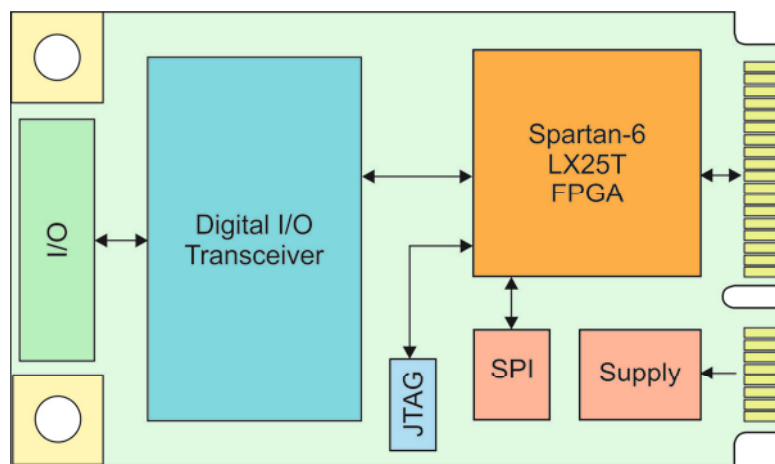 I/O
Digital I/O
Transceiver
Spartan-6
LX25T
FPGA
JTAG
SPI
Supply